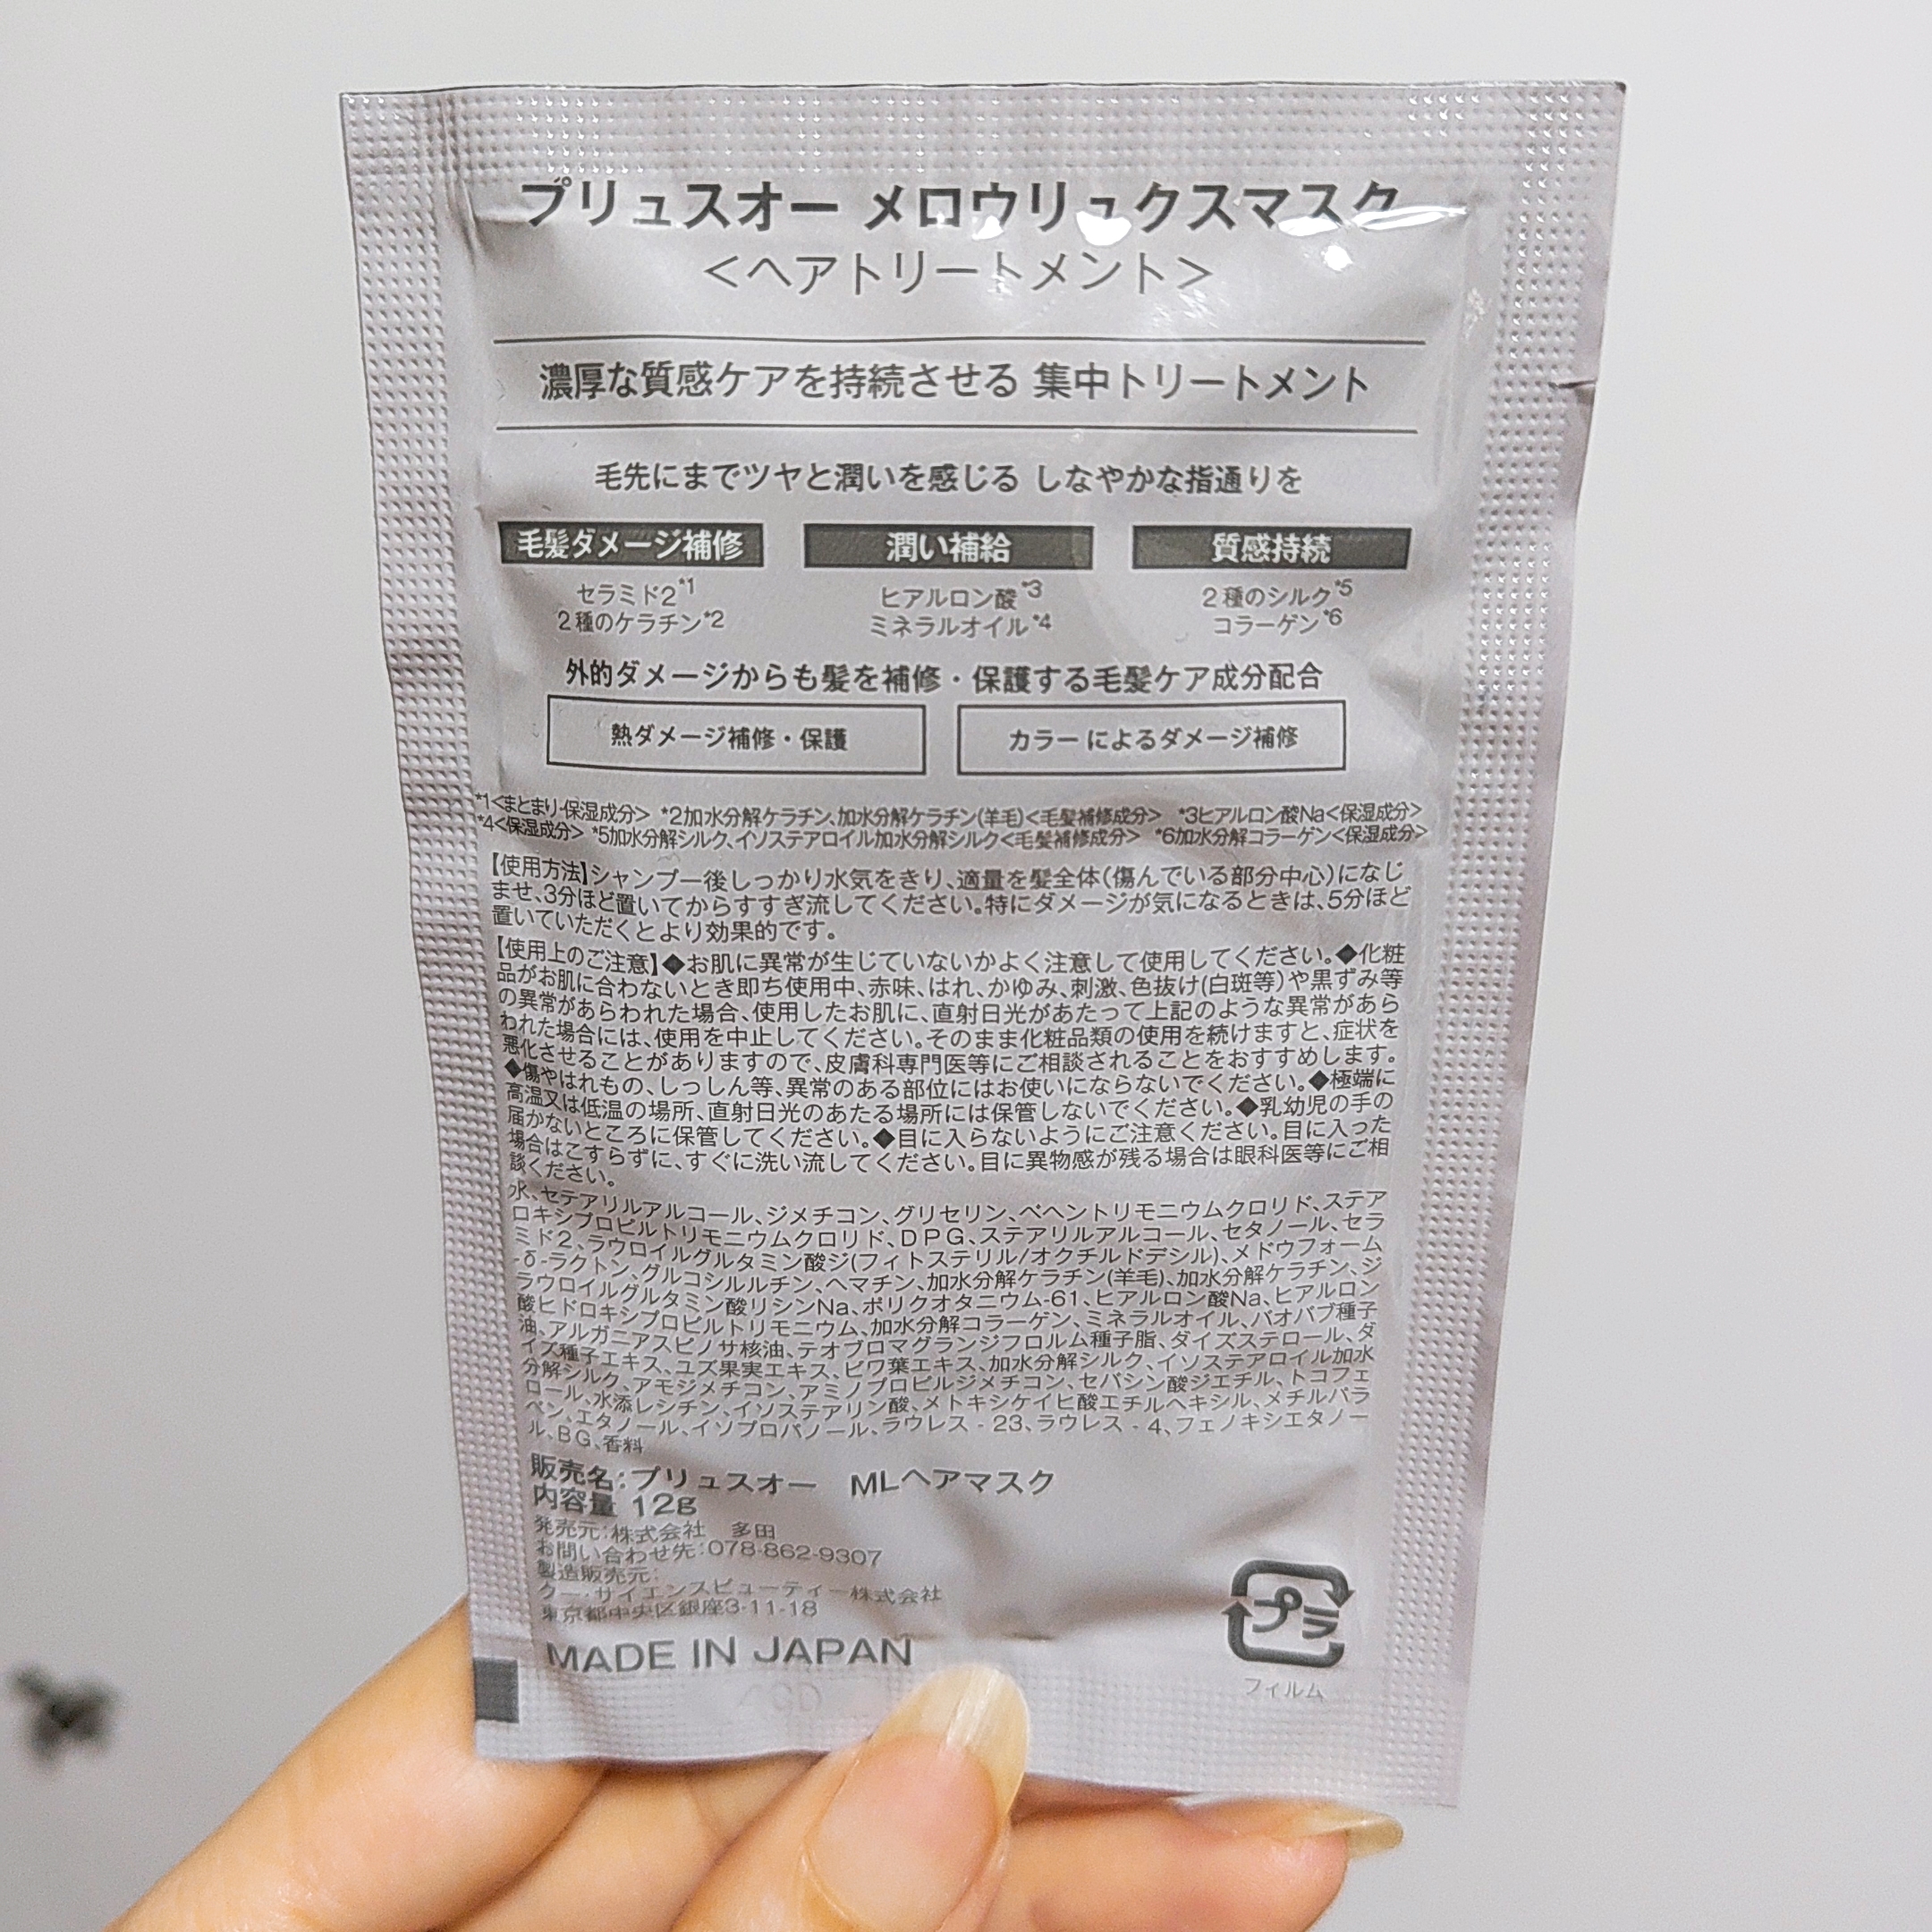 プリュスオー メロウリュクスマスク
＜ヘアトリートメント＞
濃厚な質感ケアを持続させる 集中トリートメント
毛先にまでツヤと潤いを感じる しなやかな指通りを
毛髪ダメージ補修 潤い補給 質感持続
セラミド2*1 ヒアルロン酸*3 2種のシルク*5
2種のケラチン*2 ミネラルオイル*4 コラーゲン*6
外的ダメージからも髪を補修・保護する毛髪ケア成分配合
熱ダメージ補修・保護 カラーによるダメージ補修
*1<まとまり・保湿成分> *2加水分解ケラチン、加水分解ケラチン(羊毛)<毛髪補修成分> *3ヒアルロン酸Na<保湿成分>
*4<保湿成分> *5加水分解シルク、イソステアロイル加水分解シルク<毛髪補修成分> *6加水分解コラーゲン<保湿成分>
【使用方法】シャンプー後しっかり水気をきり、適量を髪全体(傷んでいる部分中心)になじ
ませ、3分ほど置いてからすすぎ流してください。特にダメージが気になるときは、5分ほど
置いていただくとより効果的です。
【使用上のご注意】◆お肌に異常が生じていないかよく注意して使用してください。◆化粧
品がお肌に合わないとき即ち使用中、赤味、はれ、かゆみ、刺激、色抜け(白斑等)や黒ずみ等
の異常があらわれた場合、使用したお肌に、直射日光があたって上記のような異常があら
われた場合には、使用を中止してください。そのまま化粧品類の使用を続けますと、症状を
悪化させることがありますので、皮膚科専門医等にご相談されることをおすすめします。
◆傷やはれもの、しっしん等、異常のある部位にはお使いにならないでください。◆極端に
高温又は低温の場所、直射日光のあたる場所には保管しないでください。◆乳幼児の手の
届かないところに保管してください。◆目に入らないようにご注意ください。目に入った
場合はこすらずに、すぐに洗い流してください。目に異物感が残る場合は眼科医等にご相
談ください。
水、セテアリルアルコール、ジメチコン、グリセリン、ベヘントリモニウムクロリド、ステア
ロキシプロピルトリモニウムクロリド、DPG、ステアリルアルコール、セタノール、セラ
ミド2、ラウロイルグルタミン酸ジ(フィトステリル/オクチルドデシル)、メドウフォーム
-δ-ラクトン、グルコシルルチン、ヘマチン、加水分解ケラチン(羊毛)、加水分解ケラチン、ジ
ラウロイルグルタミン酸リシンNa、ポリクオタニウム-61、ヒアルロン酸Na、ヒアルロン
酸ヒドロキシプロピルトリモニウム、加水分解コラーゲン、ミネラルオイル、バオバブ種子
油、アルガニアスピノサ核油、テオブロマグランジフロルム種子脂、ダイズステロール、ダ
イズ種子エキス、ユズ果実エキス、ビワ葉エキス、加水分解シルク、イソステアロイル加水
分解シルク、アモジメチコン、アミノプロピルジメチコン、セバシン酸ジエチル、トコフェ
ロール、水添レシチン、イソステアリン酸、メトキシケイヒ酸エチルヘキシル、メチルパラ
ベン、エタノール、イソプロパノール、ラウレス-23、ラウレス-4、フェノキシエタノー
ル、BG、香料
販売名：プリュスオー MLヘアマスク
内容量 12g
発売元：株式会社 多田
お問い合わせ先：078-862-9307
製造販売元：
クー・サイエンスビューティー株式会社
東京都中央区銀座3-11-18
MADE IN JAPAN
プラ
フィルム